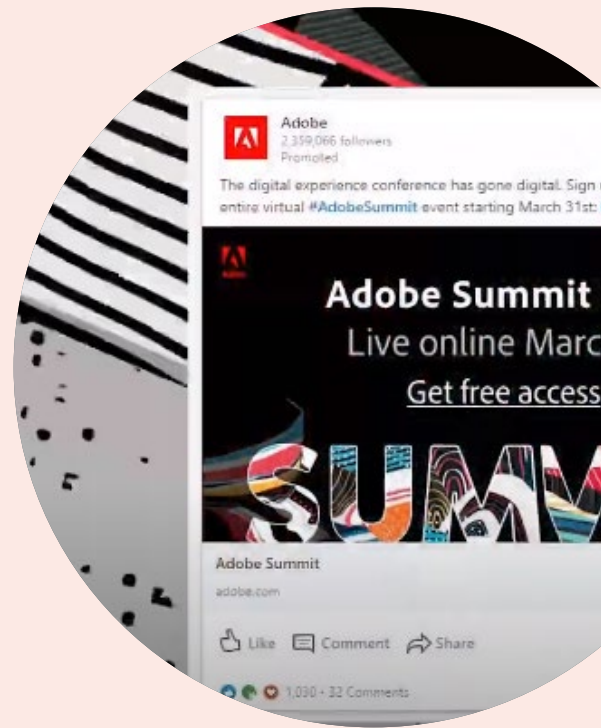 Adobe
2,359,066 followers
Promoted
The digital experience conference has gone digital. Sign
entire virtual #AdobeSummit event starting March 31st:
Adobe Summit
Live online Marc
Get free access
SUMM
Adobe Summit
adobe.com
Like Comment Share
1,030 • 32 Comments